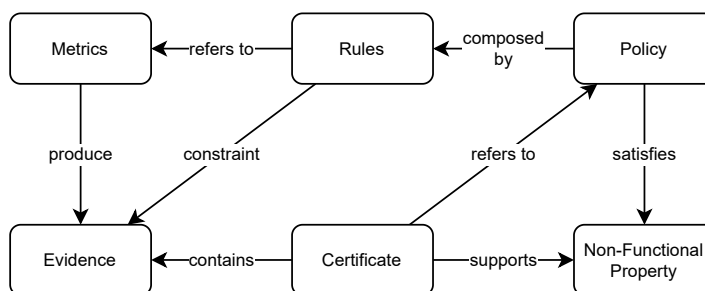 Metrics
refers to
Rules
composed
by
Policy
produce
constraint
refers to
satisfies
Evidence
contains
Certificate
supports
Non-Functional
Property